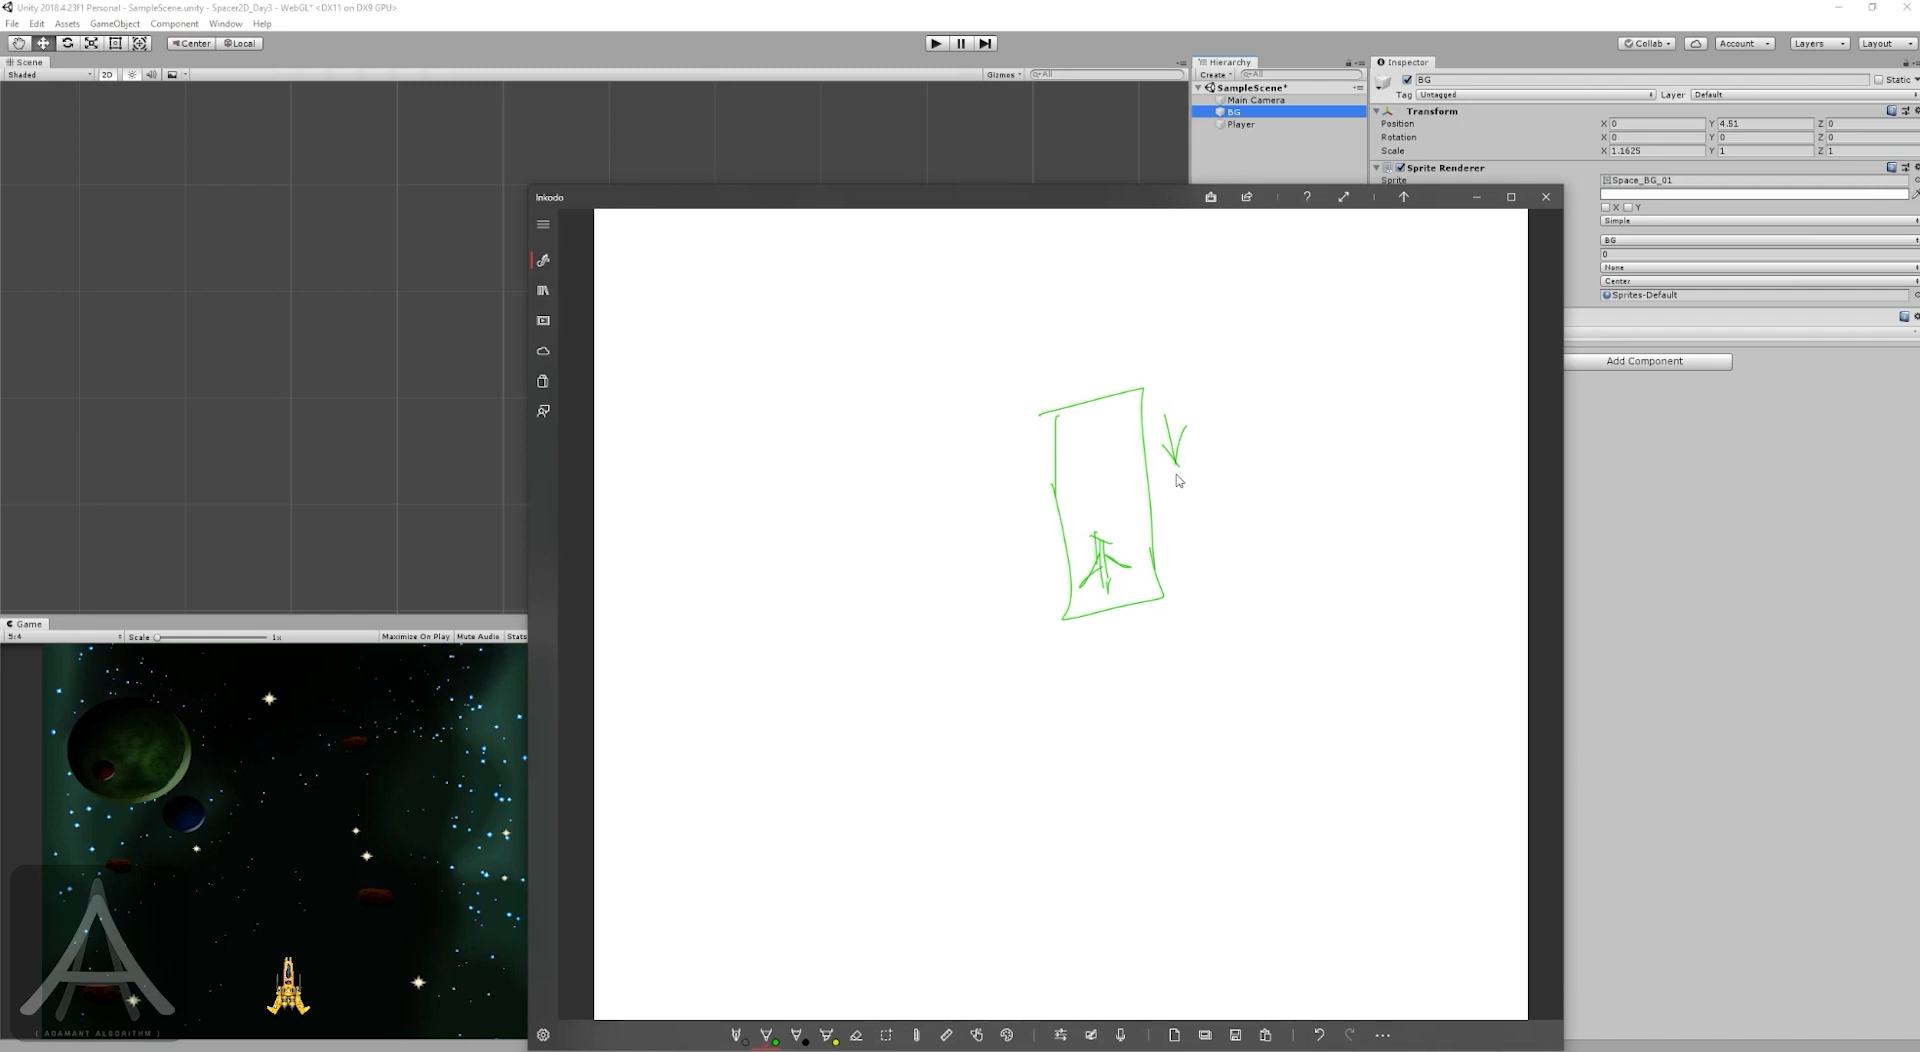 Unity 2018.4.23f1 Personal - SampleScene.unity - Spacer2D_Day3 - WebGL* <DX11 on DX9 GPU>
File Edit Assets GameObject Component Window Help
Center Local
Collab Account Layers Layout
Scene
Shaded 2D Gizmos All
Hierarchy
Create All
SampleScene*
Main Camera
BG
Player
Inspector
BG Static
Tag Untagged Layer Default
Transform
Position X 0 Y 4.51 Z 0
Rotation X 0 Y 0 Z 0
Scale X 1.1625 Y 1 Z 1
Sprite Renderer
Sprite Space_BG_01
X Y
Simple
BG
0
None
Center
Sprites-Default
Add Component
Inkodo
?
Game
5:4 Scale 1x Maximize On Play Mute Audio Stats
( ADAMANT ALGORITHM )